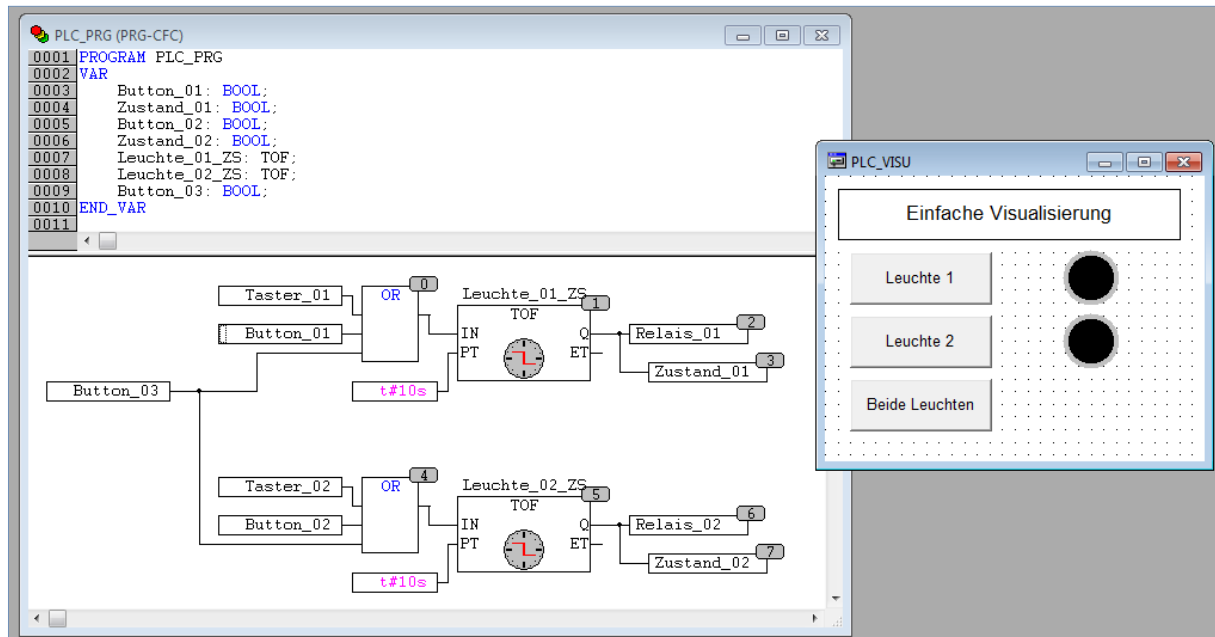 PLC_PRG (PRG-CFC)
0001 PROGRAM PLC_PRG
0002 VAR
0003 Button_01: BOOL;
0004 Zustand_01: BOOL;
0005 Button_02: BOOL;
0006 Zustand_02: BOOL;
0007 Leuchte_01_ZS: TOF;
0008 Leuchte_02_ZS: TOF;
0009 Button_03: BOOL;
0010 END_VAR
0011
Taster_01
OR
0
Button_01
Button_03
Leuchte_01_ZS
1
TOF
IN Q
PT ET
t#10s
Relais_01
2
Zustand_01
3
Taster_02
OR
4
Button_02
Leuchte_02_ZS
5
TOF
IN Q
PT ET
t#10s
Relais_02
6
Zustand_02
7
PLC_VISU
Einfache Visualisierung
Leuchte 1
Leuchte 2
Beide Leuchten